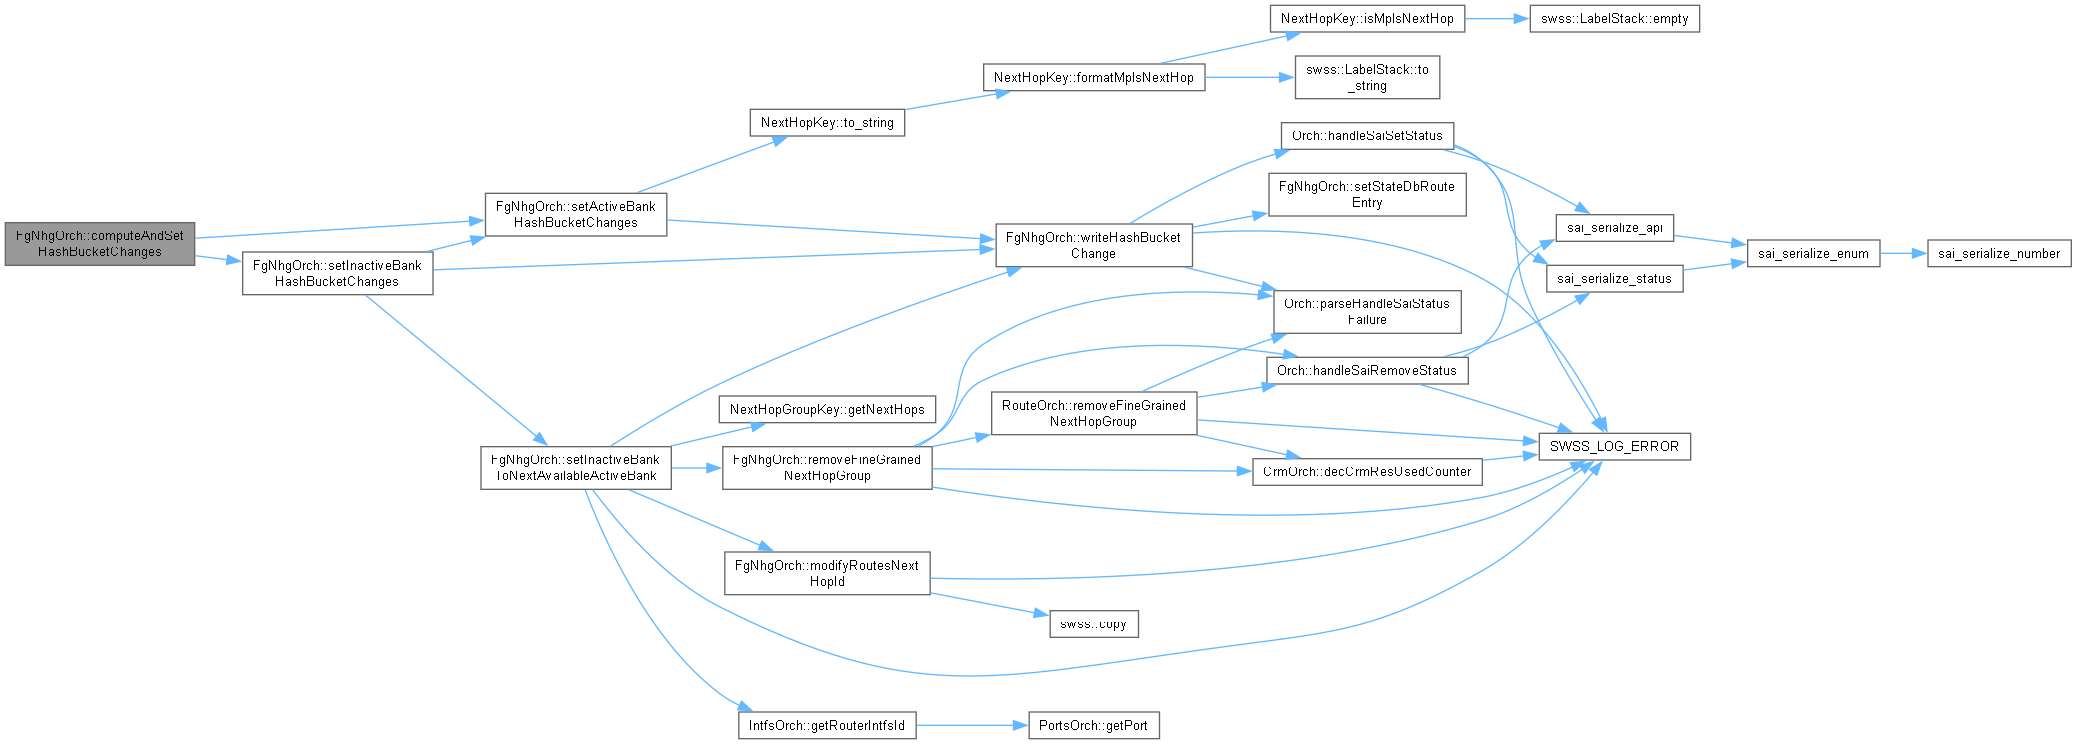 FgNhgOrch::computeAndSet
HashBucketChanges
FgNhgOrch::setInactiveBank
HashBucketChanges
FgNhgOrch::setActiveBank
HashBucketChanges
FgNhgOrch::setInactiveBank
ToNextAvailableActiveBank
NextHopKey::to_string
NextHopGroupKey::getNextHops
FgNhgOrch::removeFineGrained
NextHopGroup
FgNhgOrch::modifyRoutesNext
HopId
IntfsOrch::getRouterIntfsId
NextHopKey::formatMplsNextHop
FgNhgOrch::writeHashBucket
Change
RouteOrch::removeFineGrained
NextHopGroup
swss::copy
PortsOrch::getPort
NextHopKey::isMplsNextHop
swss::LabelStack::to
_string
Orch::handleSaiSetStatus
FgNhgOrch::setStateDbRoute
Entry
Orch::parseHandleSaiStatus
Failure
Orch::handleSaiRemoveStatus
CrmOrch::decCrmResUsedCounter
swss::LabelStack::empty
sai_serialize_api
sai_serialize_status
SWSS_LOG_ERROR
sai_serialize_enum
sai_serialize_number